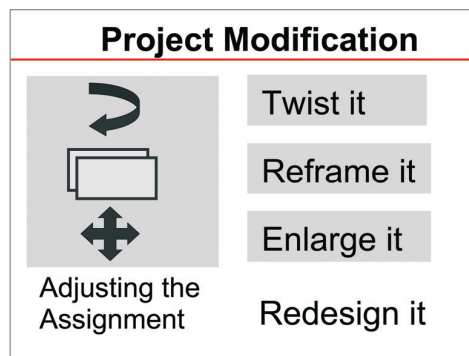 Project Modification
Twist it
Reframe it
Enlarge it
Adjusting the
Assignment
Redesign it